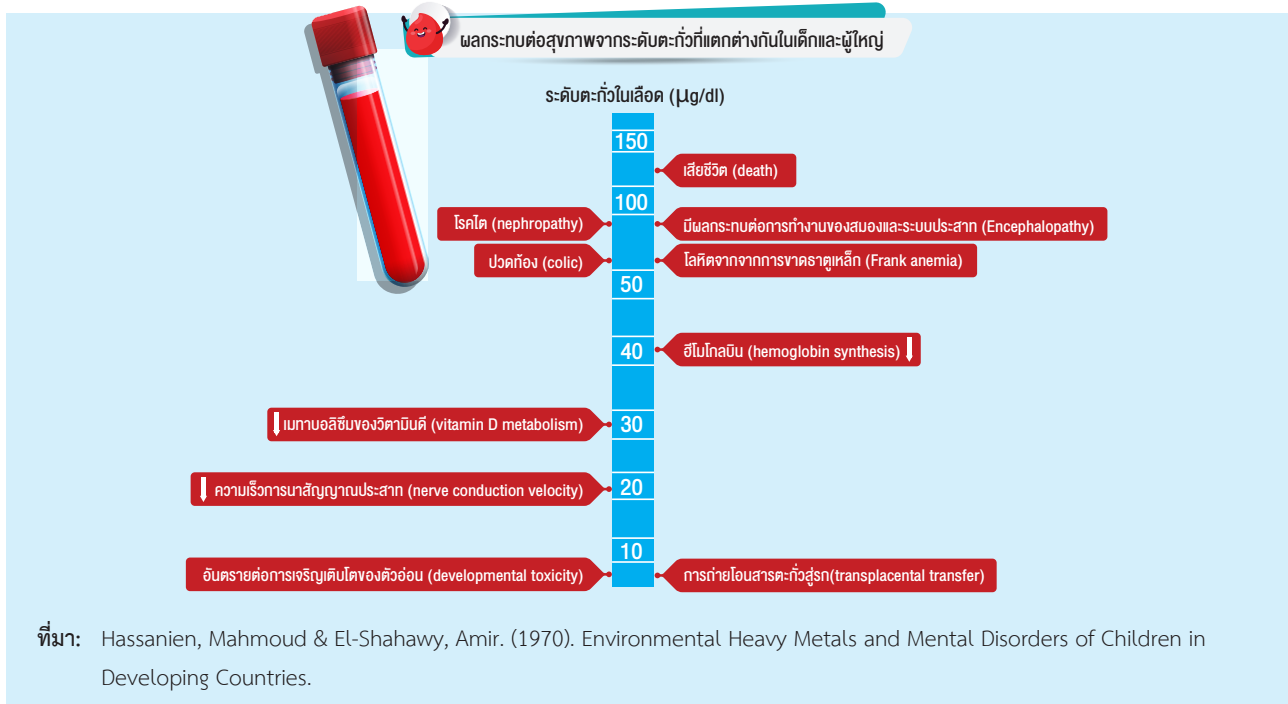 ผลกระทบต่อสุขภาพจากระดับตะกั่วที่แตกต่างกันในเด็กและผู้ใหญ่
ระดับตะกั่วในเลือด (μg/dl)
150
เสียชีวิต (death)
100
โรคไต (nephropathy)
มีผลกระทบต่อการทำงานของสมองและระบบประสาท (Encephalopathy)
ปวดท้อง (colic)
โลหิตจากจากการขาดธาตุเหล็ก (Frank anemia)
50
40
ฮีโมโกลบิน (hemoglobin synthesis)
เมทาบอลิซึมของวิตามินดี (vitamin D metabolism)
30
ความเร็วการนาสัญญาณประสาท (nerve conduction velocity)
20
10
อันตรายต่อการเจริญเติบโตของตัวอ่อน (developmental toxicity)
การถ่ายโอนสารตะกั่วสู่รก(transplacental transfer)
ที่มา: Hassanien, Mahmoud & El-Shahawy, Amir. (1970). Environmental Heavy Metals and Mental Disorders of Children in
Developing Countries.